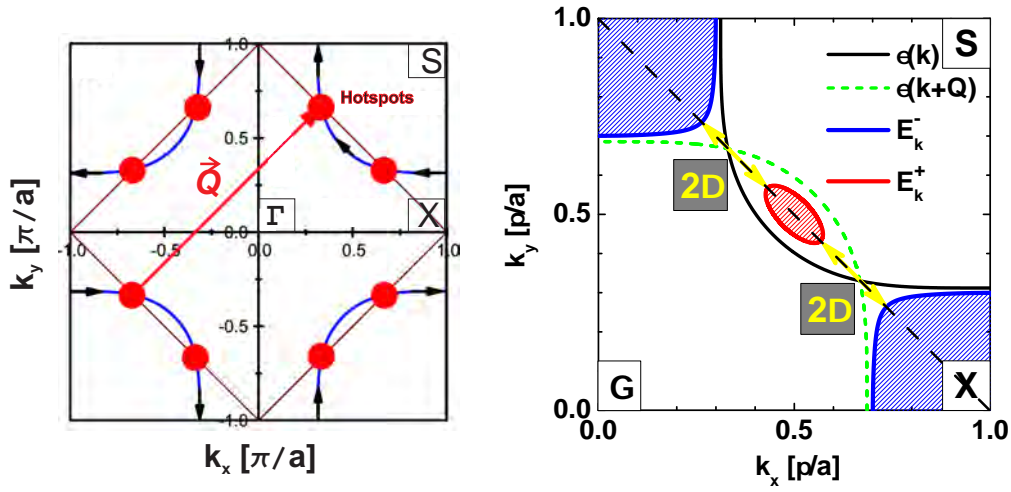 1.0
S
Hotspots
0.5
Q
Γ
X
-1.0
-0.5
0.0
0.0
0.5
1.0
-0.5
-1.0
k_y [π/a]
k_x [π/a]
1.0
S
ϵ(k)
ϵ(k+Q)
E_k^-
E_k^+
2D
0.5
2D
G
X
0.0
0.0
0.5
1.0
k_y [p/a]
k_x [p/a]